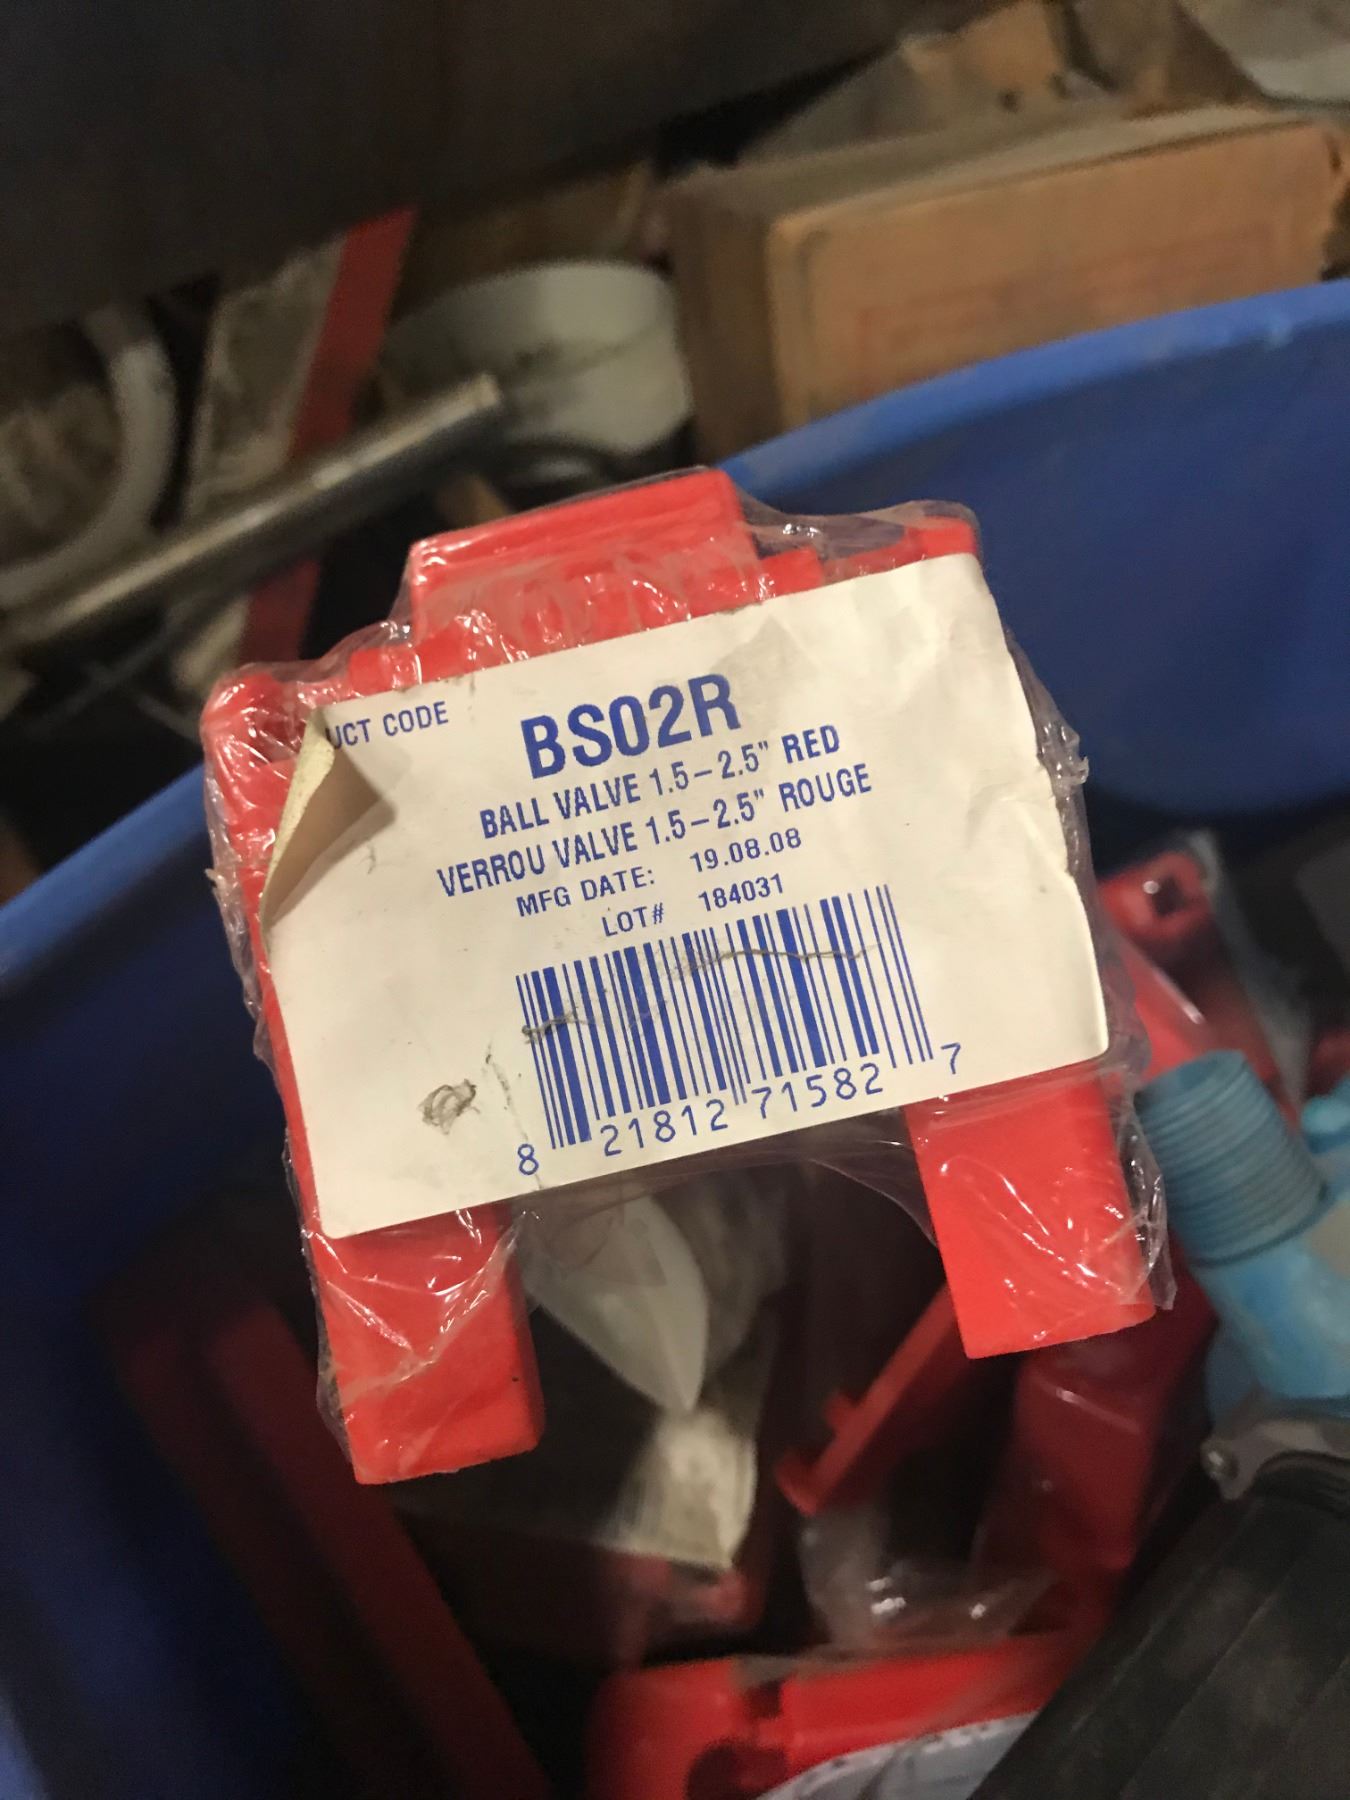 UCT CODE BS02R
BALL VALVE 1.5–2.5" RED
VERROU VALVE 1.5–2.5" ROUGE
MFG DATE: 19.08.08
LOT# 184031
8 21812 71582 7